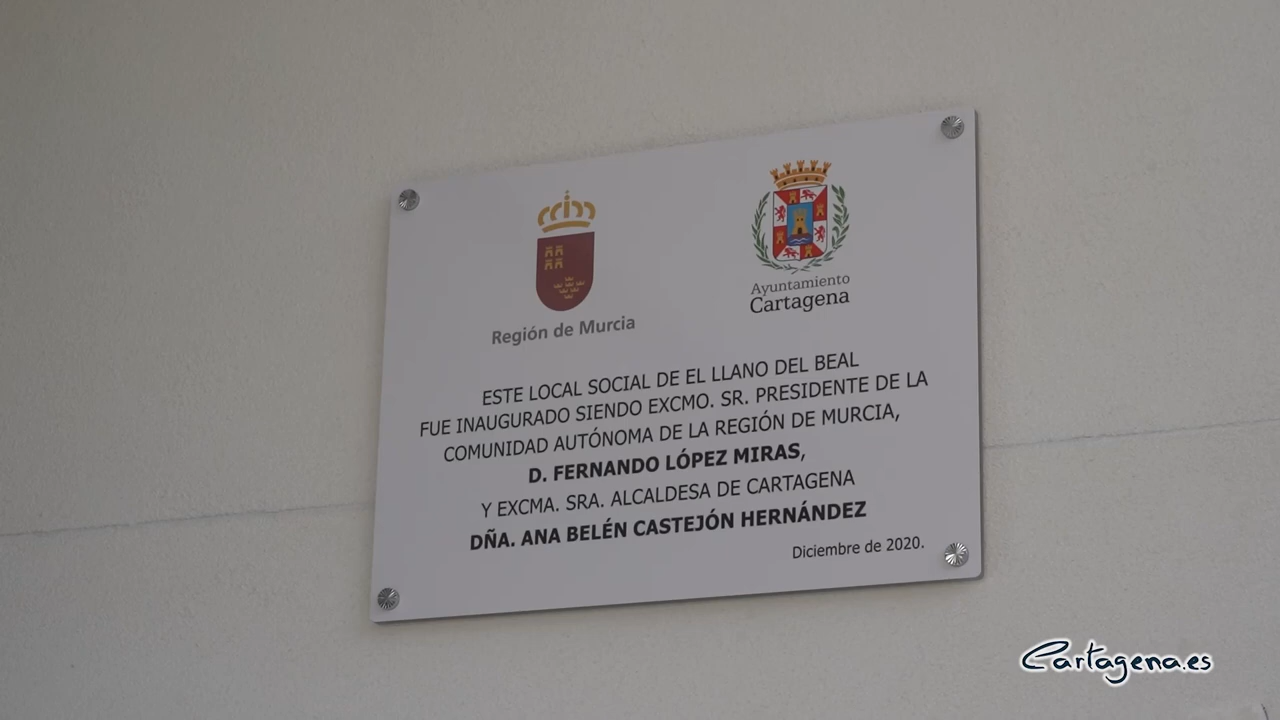 Región de Murcia
Ayuntamiento
Cartagena
ESTE LOCAL SOCIAL DE EL LLANO DEL BEAL
FUE INAUGURADO SIENDO EXCMO. SR. PRESIDENTE DE LA
COMUNIDAD AUTÓNOMA DE LA REGIÓN DE MURCIA,
D. FERNANDO LÓPEZ MIRAS,
Y EXCMA. SRA. ALCALDESA DE CARTAGENA
DÑA. ANA BELÉN CASTEJÓN HERNÁNDEZ
Diciembre de 2020.
Cartagena.es